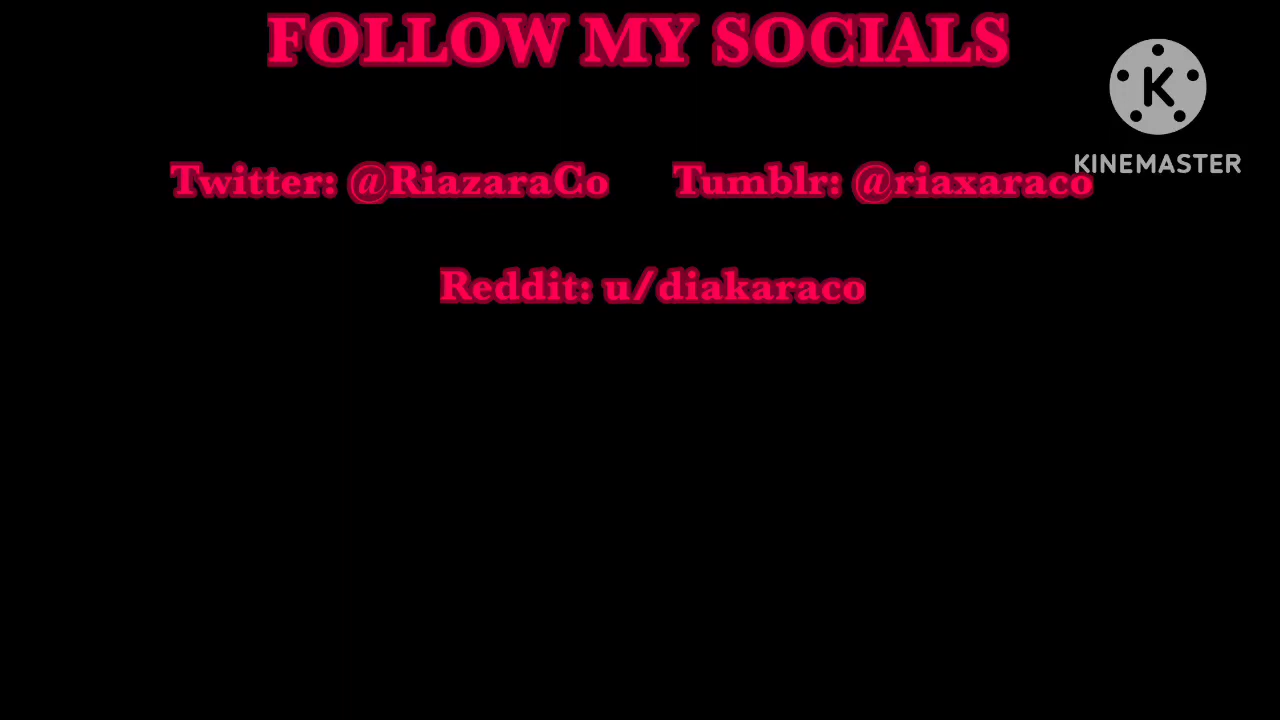 FOLLOW MY SOCIALS
Twitter: @RiazaraCo Tumblr: @riaxaraco
KINEMASTER
Reddit: u/diakaraco